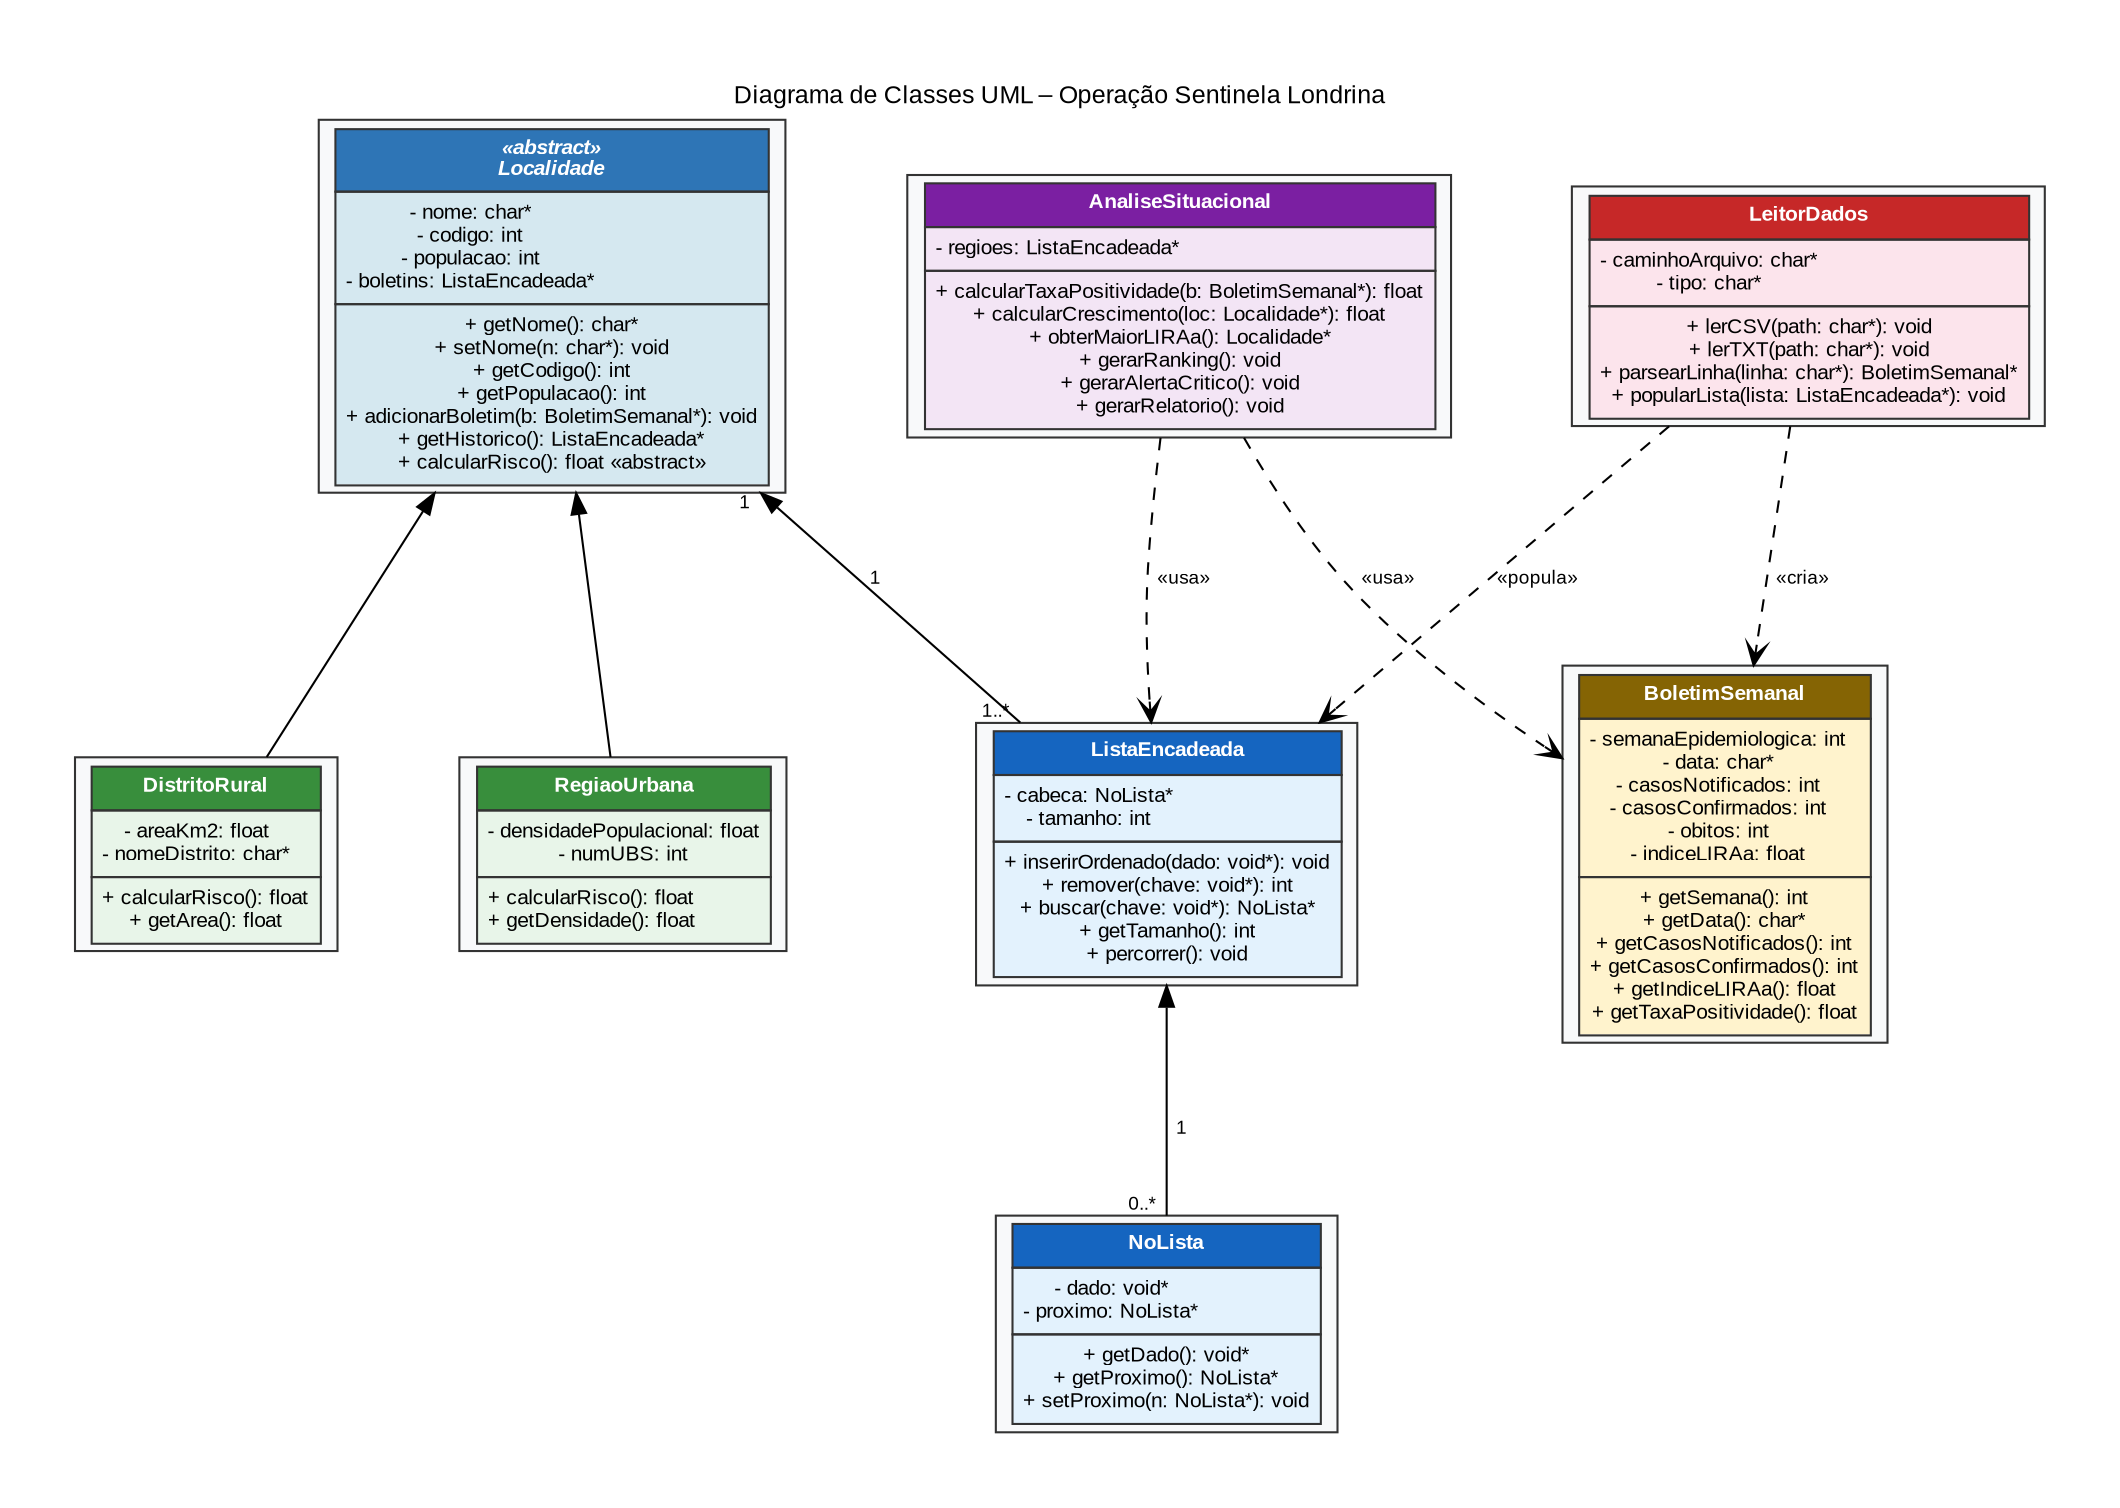 Diagrama de Classes UML – Operação Sentinela Londrina
«abstract»
Localidade
- nome: char*
- codigo: int
- populacao: int
- boletins: ListaEncadeada*
+ getNome(): char*
+ setNome(n: char*): void
+ getCodigo(): int
+ getPopulacao(): int
+ adicionarBoletim(b: BoletimSemanal*): void
+ getHistorico(): ListaEncadeada*
+ calcularRisco(): float «abstract»
AnaliseSituacional
- regioes: ListaEncadeada*
+ calcularTaxaPositividade(b: BoletimSemanal*): float
+ calcularCrescimento(loc: Localidade*): float
+ obterMaiorLIRAa(): Localidade*
+ gerarRanking(): void
+ gerarAlertaCritico(): void
+ gerarRelatorio(): void
LeitorDados
- caminhoArquivo: char*
- tipo: char*
+ lerCSV(path: char*): void
+ lerTXT(path: char*): void
+ parsearLinha(linha: char*): BoletimSemanal*
+ popularLista(lista: ListaEncadeada*): void
1
1
«usa»
«usa»
«popula»
«cria»
1..*
DistritoRural
- areaKm2: float
- nomeDistrito: char*
+ calcularRisco(): float
+ getArea(): float
RegiaoUrbana
- densidadePopulacional: float
- numUBS: int
+ calcularRisco(): float
+ getDensidade(): float
ListaEncadeada
- cabeca: NoLista*
- tamanho: int
+ inserirOrdenado(dado: void*): void
+ remover(chave: void*): int
+ buscar(chave: void*): NoLista*
+ getTamanho(): int
+ percorrer(): void
BoletimSemanal
- semanaEpidemiologica: int
- data: char*
- casosNotificados: int
- casosConfirmados: int
- obitos: int
- indiceLIRAa: float
+ getSemana(): int
+ getData(): char*
+ getCasosNotificados(): int
+ getCasosConfirmados(): int
+ getIndiceLIRAa(): float
+ getTaxaPositividade(): float
1
0..*
NoLista
- dado: void*
- proximo: NoLista*
+ getDado(): void*
+ getProximo(): NoLista*
+ setProximo(n: NoLista*): void